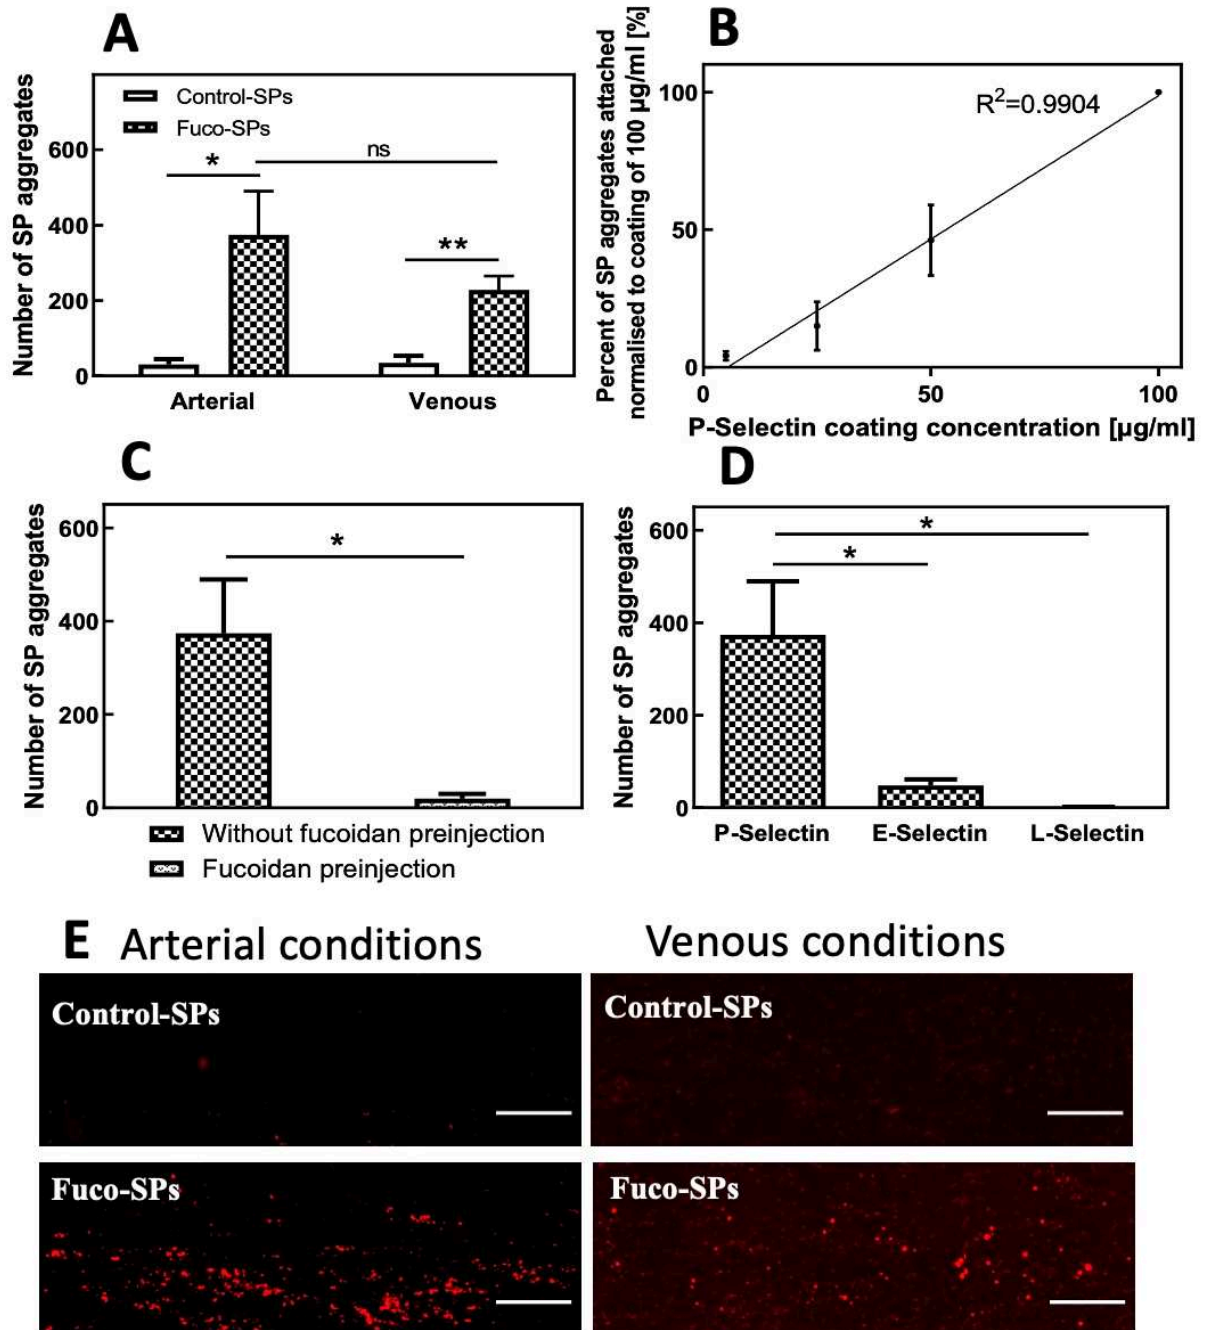 A
Number of SP aggregates
600
400
200
0
Control-SPs
Fuco-SPs
*
ns
**
Arterial Venous
B
Percent of SP aggregates attached
normalised to coating of 100 µg/ml [%]
100
50
0
R²=0.9904
0 50 100
P-Selectin coating concentration [µg/ml]
C
Number of SP aggregates
600
400
200
0
*
Without fucoidan preinjection
Fucoidan preinjection
D
Number of SP aggregates
600
400
200
0
*
*
P-Selectin E-Selectin L-Selectin
E Arterial conditions Venous conditions
Control-SPs Control-SPs
Fuco-SPs Fuco-SPs